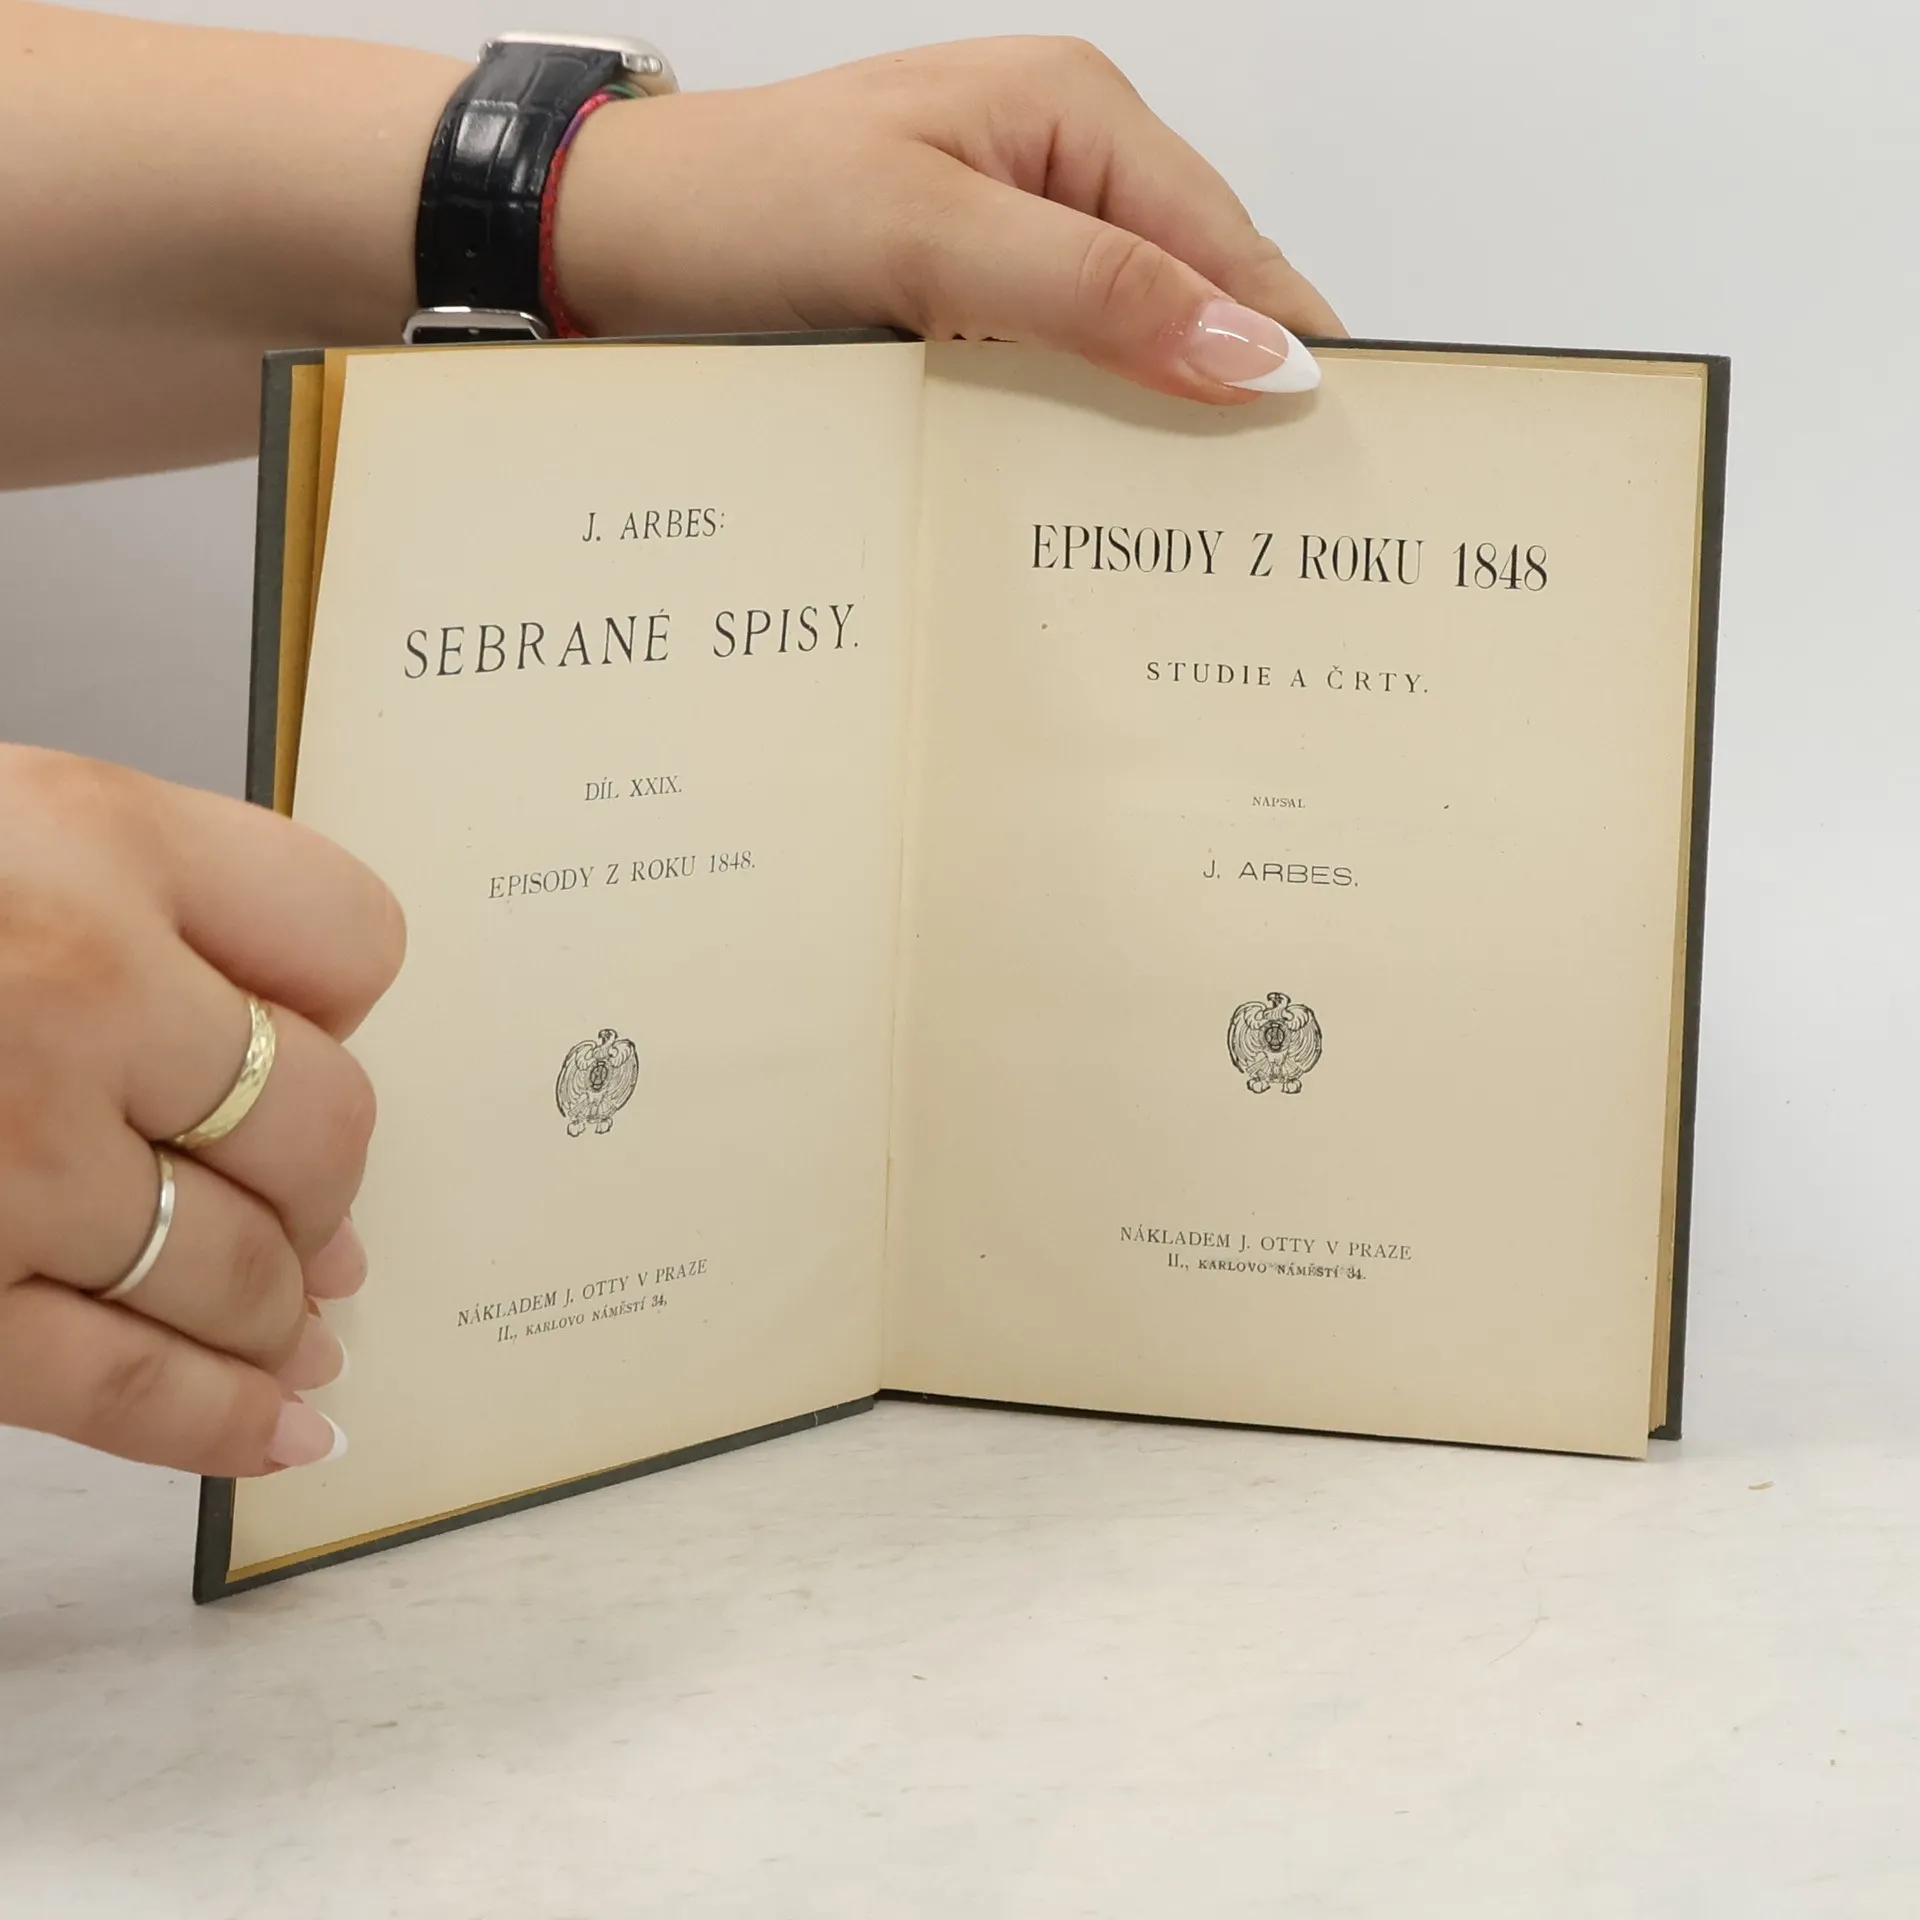 J. ARBES:
SEBRANÉ SPISY.
DÍL XXIX.
EPISODY Z ROKU 1848.
NÁKLADEM J. OTTY V PRAZE
II., KARLOVO NÁMĚSTÍ 34,
EPISODY Z ROKU 1848
STUDIE A ČRTY.
NAPSAL
J. ARBES.
NÁKLADEM J. OTTY V PRAZE
II., KARLOVO NÁMĚSTÍ 34.